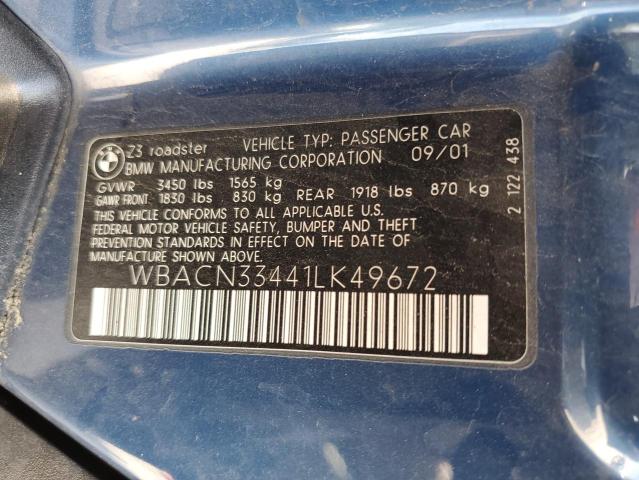 BMW
Z3 roadster VEHICLE TYP: PASSENGER CAR
BMW MANUFACTURING CORPORATION 09/01
GVWR 3450 lbs 1565 kg
GAWR FRONT: 1830 lbs 830 kg REAR 1918 lbs 870 kg
THIS VEHICLE CONFORMS TO ALL APPLICABLE U.S.
FEDERAL MOTOR VEHICLE SAFETY, BUMPER AND THEFT
PREVENTION STANDARDS IN EFFECT ON THE DATE OF
MANUFACTURE SHOWN ABOVE.
WBACN33441LK49672
2 122 438